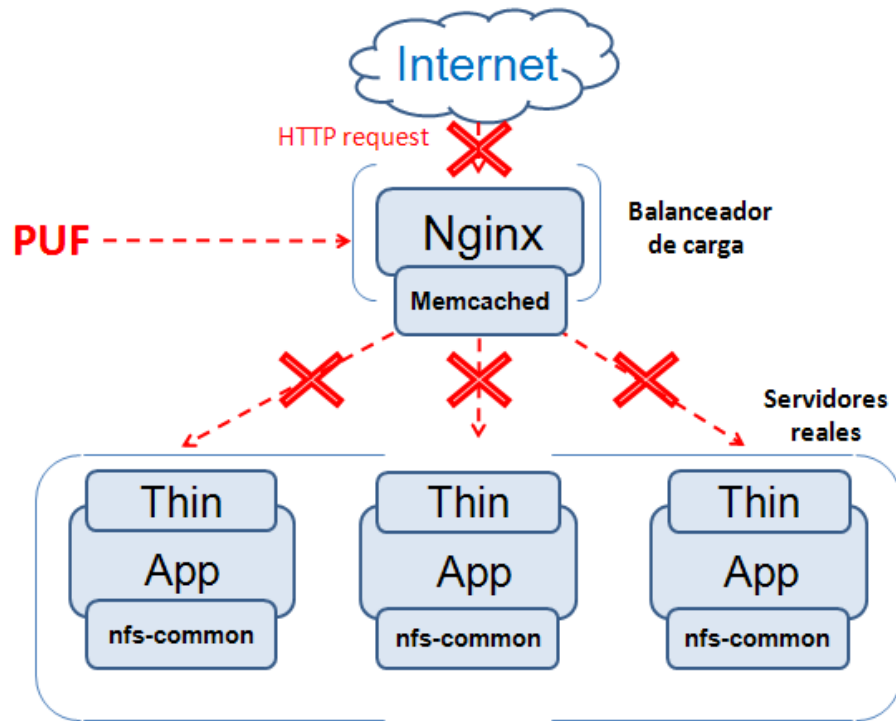 Internet
HTTP request
PUF
Nginx
Memcached
Balanceador
de carga
Servidores
reales
Thin
App
nfs-common
Thin
App
nfs-common
Thin
App
nfs-common